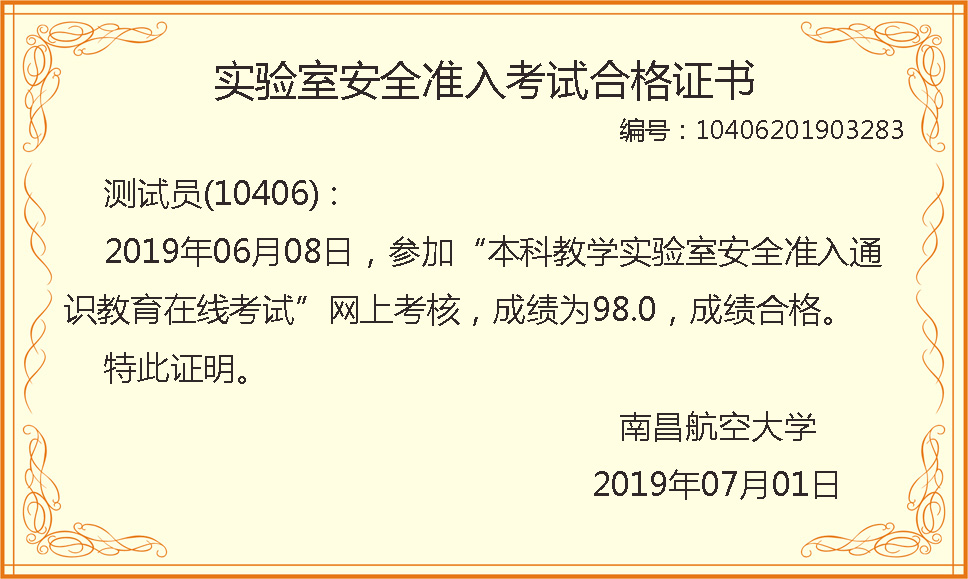 实验室安全准入考试合格证书
编号：10406201903283
测试员(10406)：
2019年06月08日，参加“本科教学实验室安全准入通
识教育在线考试”网上考核，成绩为98.0，成绩合格。
特此证明。
南昌航空大学
2019年07月01日